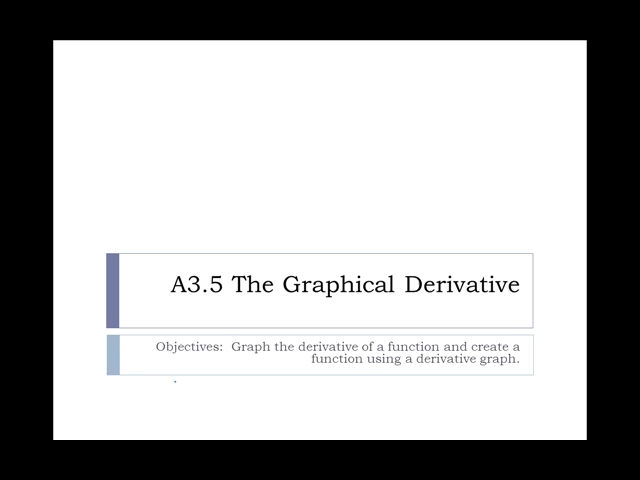 A3.5 The Graphical Derivative
Objectives:  Graph the derivative of a function and create a
function using a derivative graph.
.